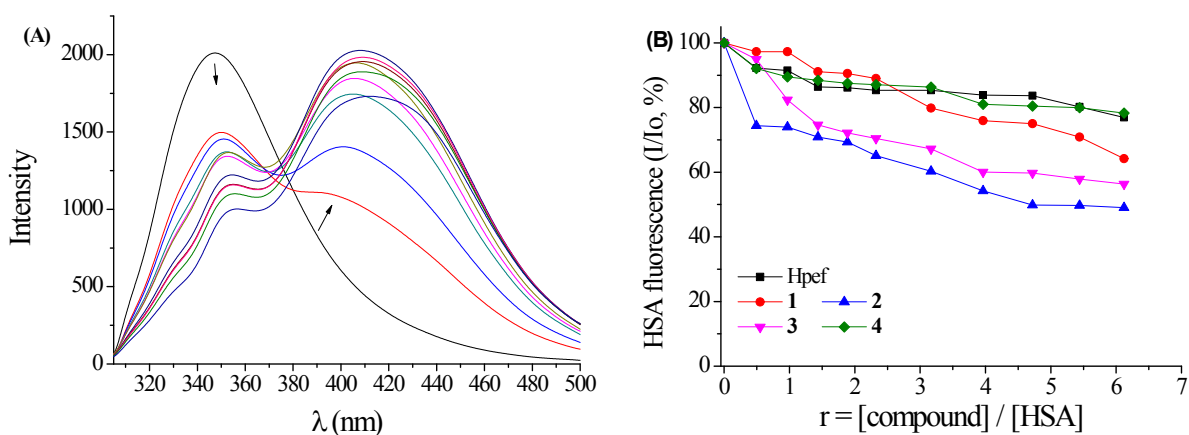 (A)
2000
1500
1000
500
0
Intensity
320 340 360 380 400 420 440 460 480 500
λ (nm)
(B)
100
80
60
40
20
0
HSA fluorescence (I/Io, %)
Hpef
1 2
3 4
0 1 2 3 4 5 6 7
r = [compound] / [HSA]